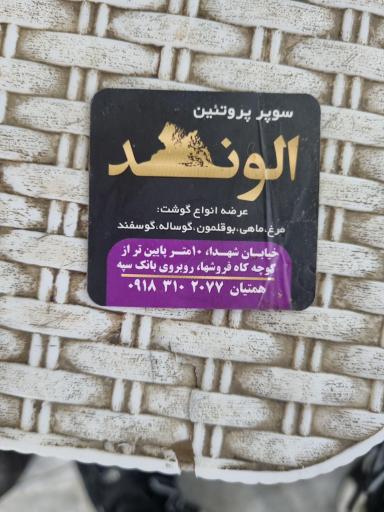 سوپر پروتئین
الوند
عرضه انواع گوشت:
مرغ، ماهی، بوقلمون، گوساله، گوسفند
خیابان شهدا، ۱۰متر پایین تر از
کوچه کاه فروشها، روبروی بانک سپه
همتیان ۰۹۱۸ ۳۱۰ ۲۰۷۷